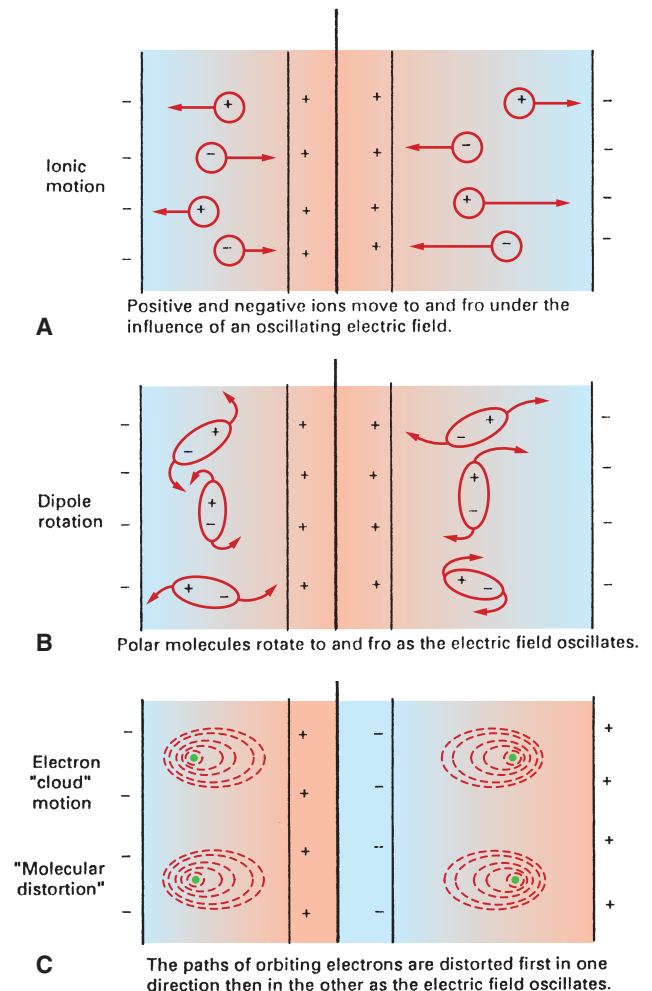 Ionic
motion
− + + + + −
− − + + − −
− + + + + −
− − + + − −
A
Positive and negative ions move to and fro under the
influence of an oscillating electric field.
− + − + + − + −
− + + + + −
Dipole
rotation
− − + + − −
− + − + + + − −
B
Polar molecules rotate to and fro as the electric field oscillates.
− + − +
Electron
"cloud"
motion
− + − +
"Molecular
distortion"
− + -- +
− + − +
C
The paths of orbiting electrons are distorted first in one
direction then in the other as the electric field oscillates.